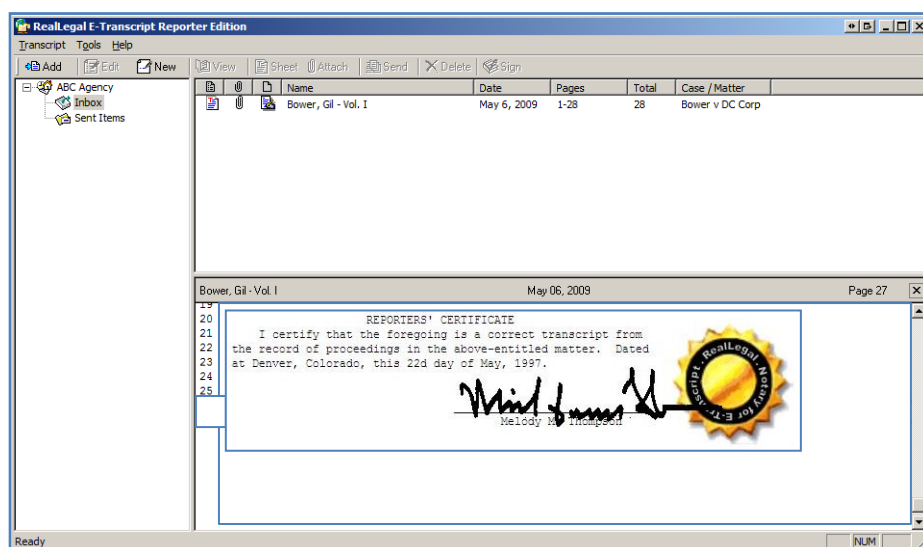 RealLegal E-Transcript Reporter Edition
Transcript Tools Help
Add Edit New View Sheet Attach Send Delete Sign
ABC Agency
Inbox
Sent Items
Name Date Pages Total Case / Matter
Bower, Gil - Vol. I May 6, 2009 1-28 28 Bower v DC Corp
Bower, Gil - Vol. I May 06, 2009 Page 27
19
20 REPORTERS' CERTIFICATE
21 I certify that the foregoing is a correct transcript from
22 the record of proceedings in the above-entitled matter. Dated
23 at Denver, Colorado, this 22d day of May, 1997.
24
25
Melody M Thompson
RealLegal Notary for E-Transcript
Ready NUM